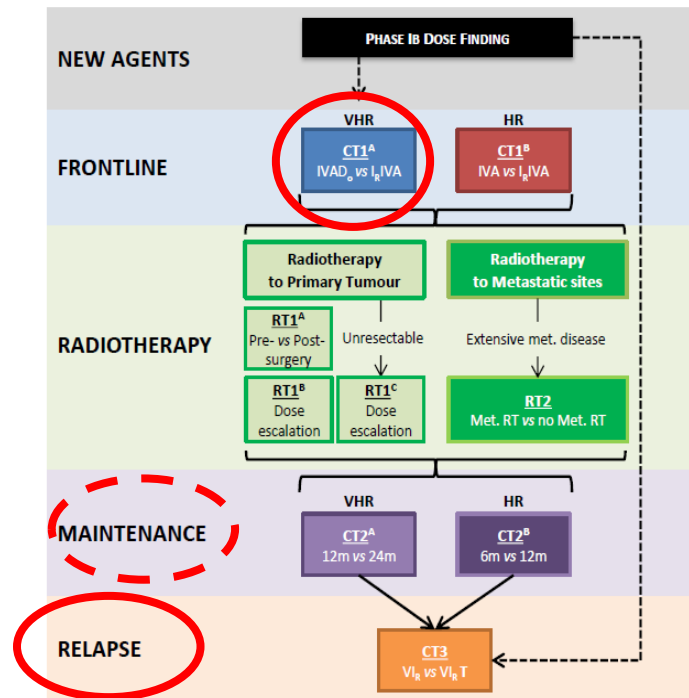 NEW AGENTS
PHASE IB DOSE FINDING
FRONTLINE
VHR
CT1ᴬ
IVADₒ vs IᵣIVA
HR
CT1ᴮ
IVA vs IᵣIVA
RADIOTHERAPY
Radiotherapy
to Primary Tumour
RT1ᴬ
Pre- vs Post-
surgery
Unresectable
RT1ᴮ
Dose
escalation
RT1ᶜ
Dose
escalation
Radiotherapy
to Metastatic sites
Extensive met. disease
RT2
Met. RT vs no Met. RT
MAINTENANCE
VHR
CT2ᴬ
12m vs 24m
HR
CT2ᴮ
6m vs 12m
RELAPSE
CT3
VIᵣ vs VIᵣ T